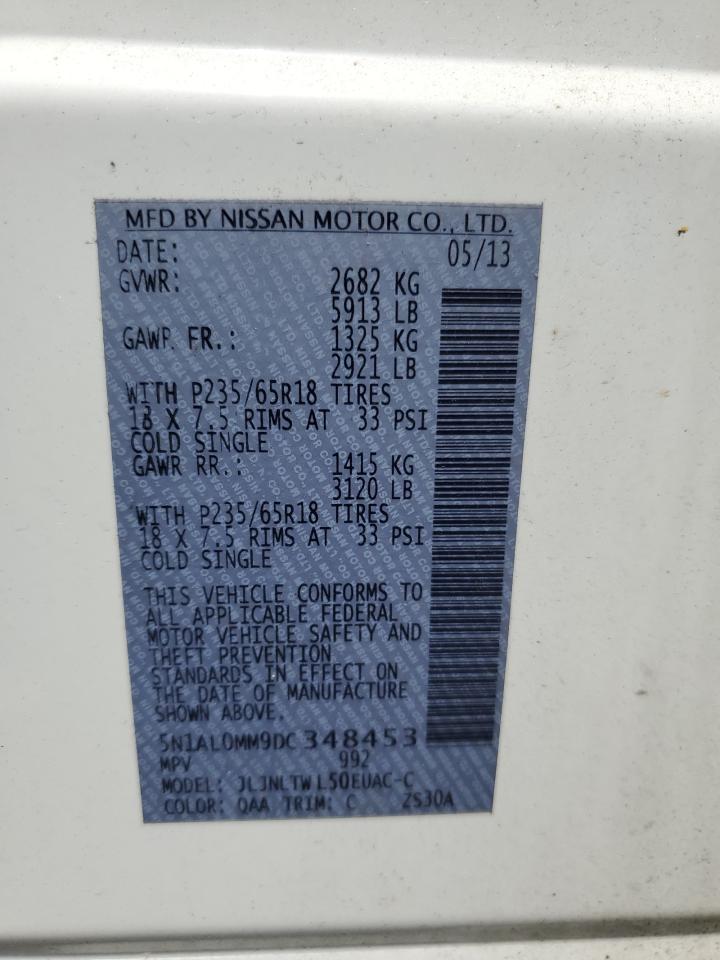 MFD BY NISSAN MOTOR CO., LTD.
DATE: 05/13
GVWR: 2682 KG
5913 LB
GAWR FR.: 1325 KG
2921 LB
WITH P235/65R18 TIRES
18 X 7.5 RIMS AT 33 PSI
COLD SINGLE
GAWR RR.: 1415 KG
3120 LB
WITH P235/65R18 TIRES
18 X 7.5 RIMS AT 33 PSI
COLD SINGLE
THIS VEHICLE CONFORMS TO
ALL APPLICABLE FEDERAL
MOTOR VEHICLE SAFETY AND
THEFT PREVENTION
STANDARDS IN EFFECT ON
THE DATE OF MANUFACTURE
SHOWN ABOVE.
5N1AL0MM9DC348453
MPV 992
MODEL: JLJNLTWL50EUAC-C
COLOR: QAA TRIM: C ZS30A